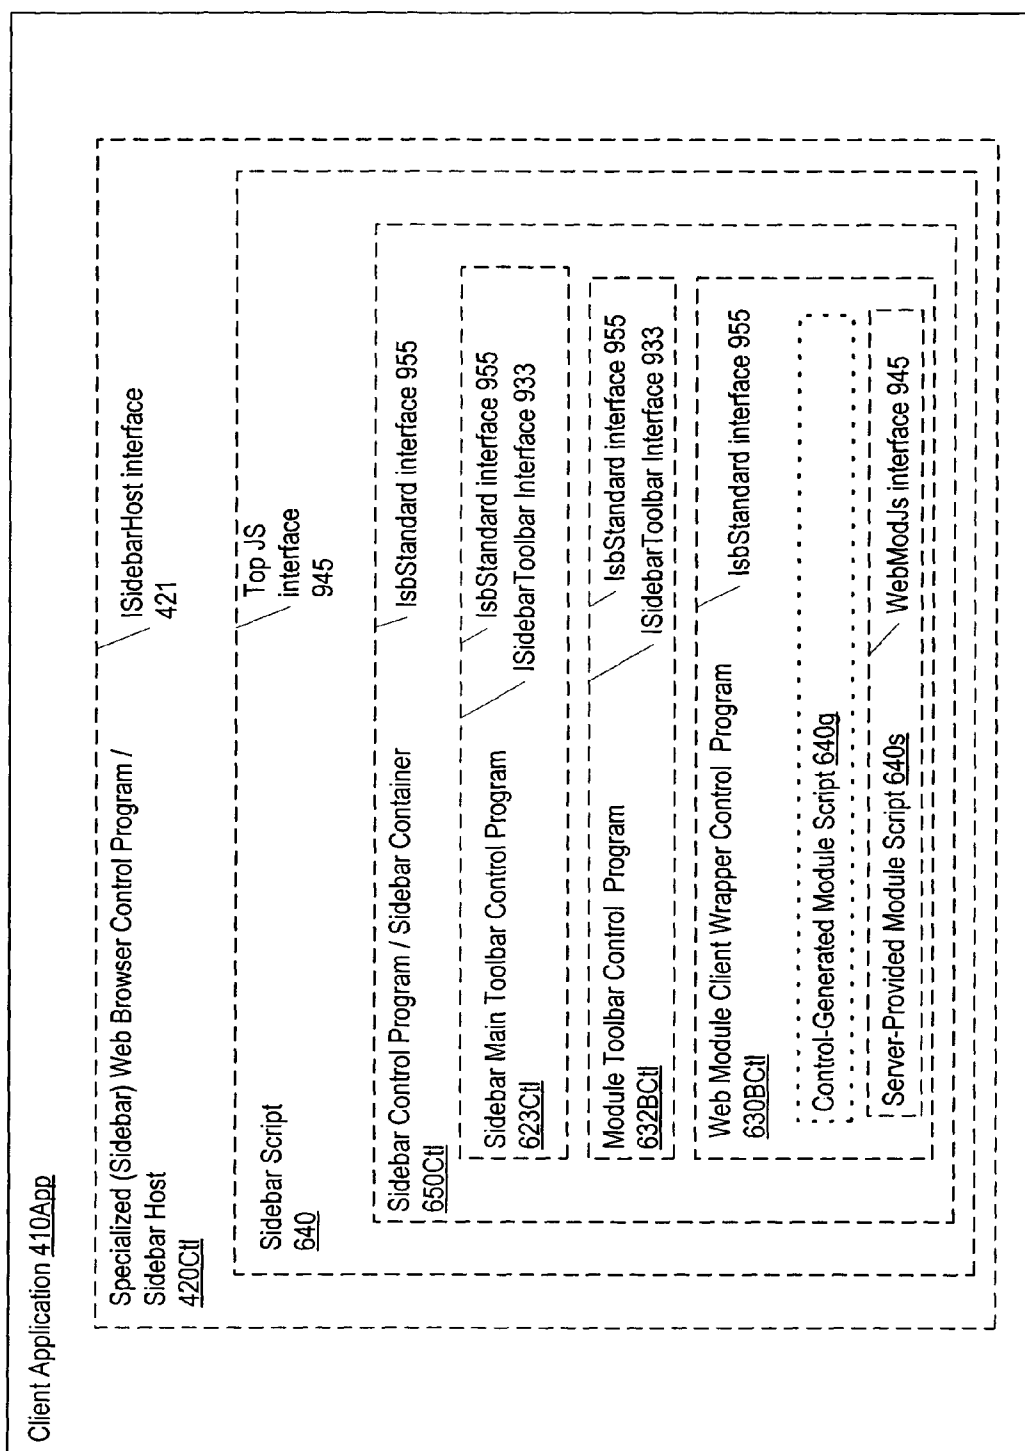 Client Application 410App
Specialized (Sidebar) Web Browser Control Program /
Sidebar Host
420Ctl
ISidebarHost interface
421
Sidebar Script
640
Top JS
interface
945
Sidebar Control Program / Sidebar Container
650Ctl
IsbStandard interface 955
Sidebar Main Toolbar Control Program
623Ctl
IsbStandard interface 955
ISidebarToolbar Interface 933
Module Toolbar Control Program
632BCtl
IsbStandard interface 955
ISidebarToolbar Interface 933
Web Module Client Wrapper Control Program
630BCtl
IsbStandard interface 955
Control-Generated Module Script 640g
Server-Provided Module Script 640s
WebModJs interface 945